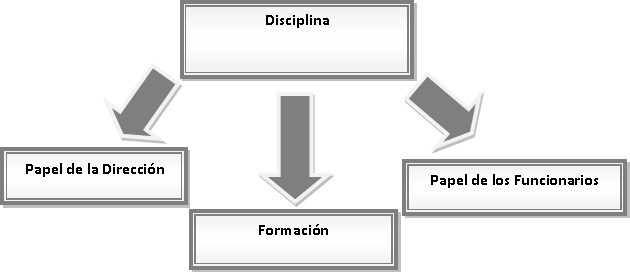 Disciplina
Papel de la Dirección
Papel de los Funcionarios
Formación